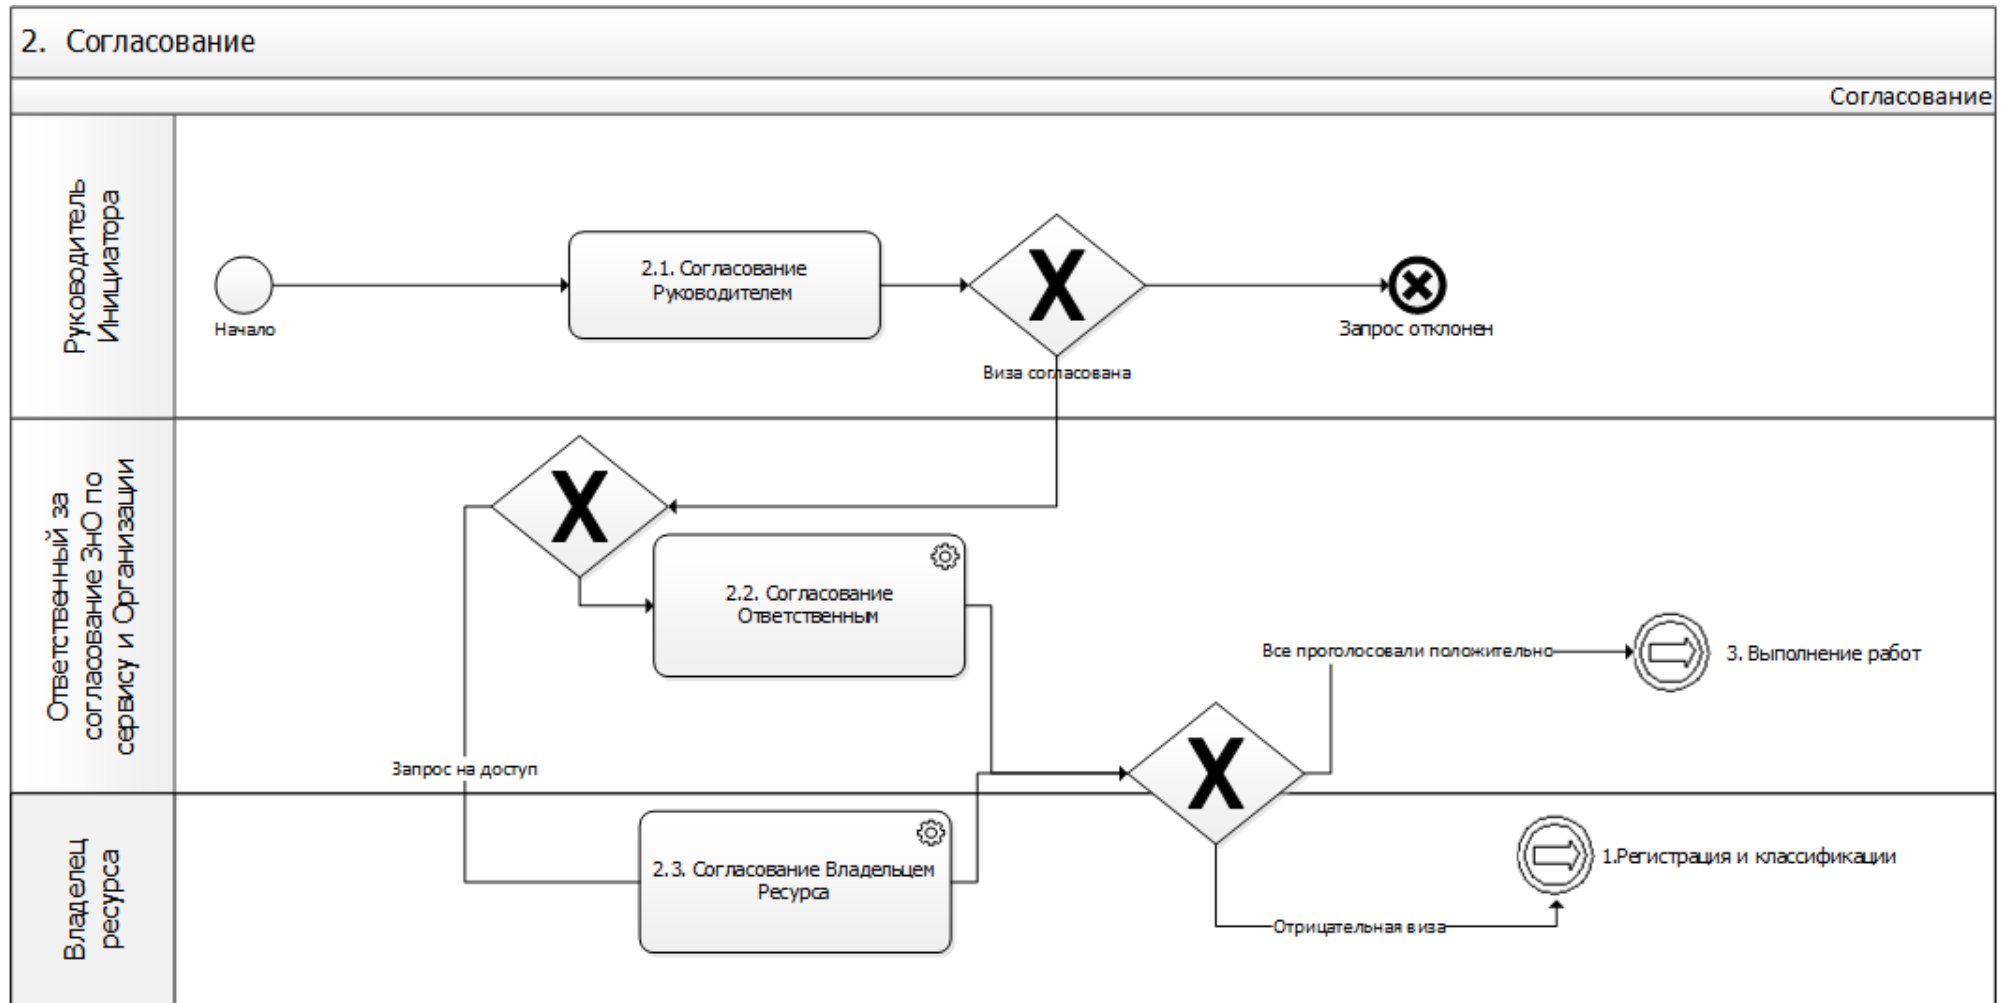 2. Согласование
Согласование
Руководитель
Инициатора
Начало
2.1. Согласование
Руководителем
Запрос отклонен
Виза согласована
Ответственный за
согласование ЗнО по
сервису и Организации
2.2. Согласование
Ответственным
Все проголосовали положительно
3. Выполнение работ
Запрос на доступ
Владелец
ресурса
2.3. Согласование Владельцем
Ресурса
1.Регистрация и классификации
Отрицательная виза